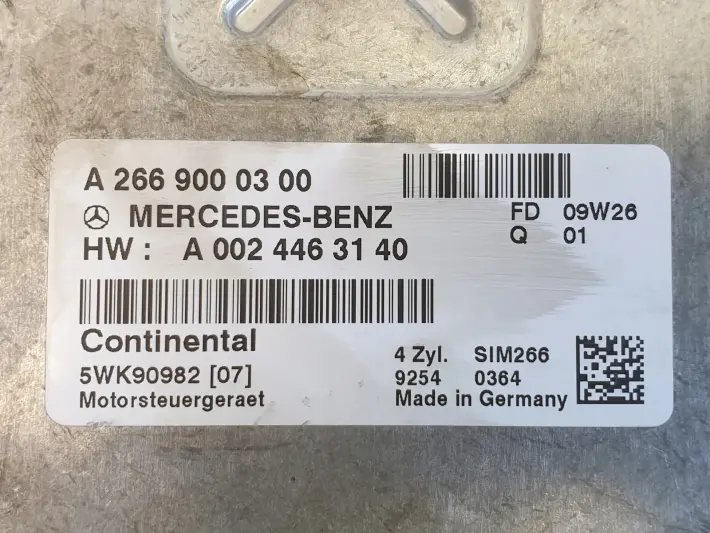 A 266 900 03 00
MERCEDES-BENZ
FD 09W26
Q 01
HW : A 002 446 31 40
Continental
5WK90982 [07]
4 Zyl. SIM266
9254 0364
Motorsteuergeraet
Made in Germany